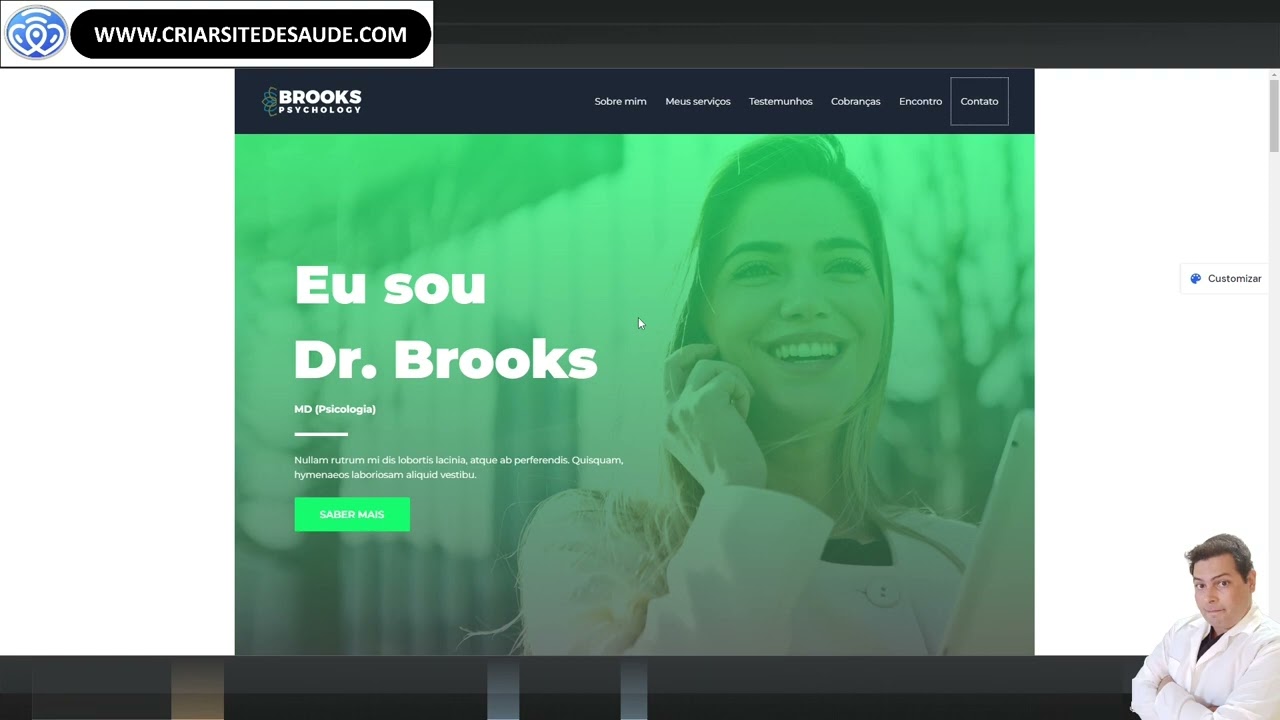 WWW.CRIARSITEDESAUDE.COM
BROOKS
PSYCHOLOGY
Sobre mim
Meus serviços
Testemunhos
Cobranças
Encontro
Contato
Eu sou
Dr. Brooks
MD (Psicologia)
Nullam rutrum mi dis lobortis lacinia, atque ab perferendis. Quisquam,
hymenaeos laboriosam aliquid vestibu.
SABER MAIS
Customizar